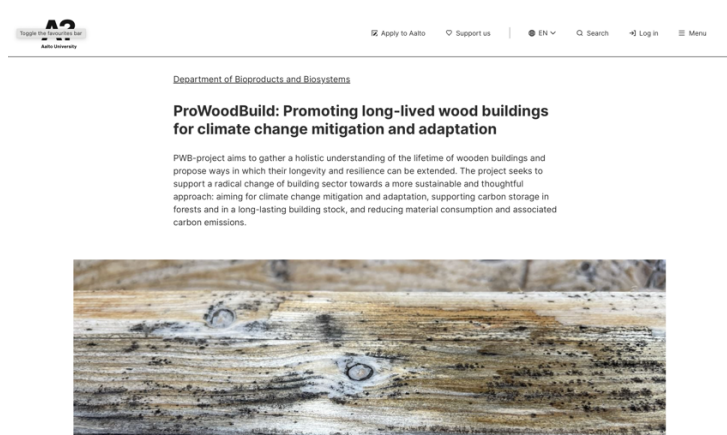 Toggle the favourites bar
Aalto University
Apply to Aalto
Support us
EN
Search
Log in
Menu
Department of Bioproducts and Biosystems
ProWoodBuild: Promoting long-lived wood buildings
for climate change mitigation and adaptation
PWB-project aims to gather a holistic understanding of the lifetime of wooden buildings and
propose ways in which their longevity and resilience can be extended. The project seeks to
support a radical change of building sector towards a more sustainable and thoughtful
approach: aiming for climate change mitigation and adaptation, supporting carbon storage in
forests and in a long-lasting building stock, and reducing material consumption and associated
carbon emissions.